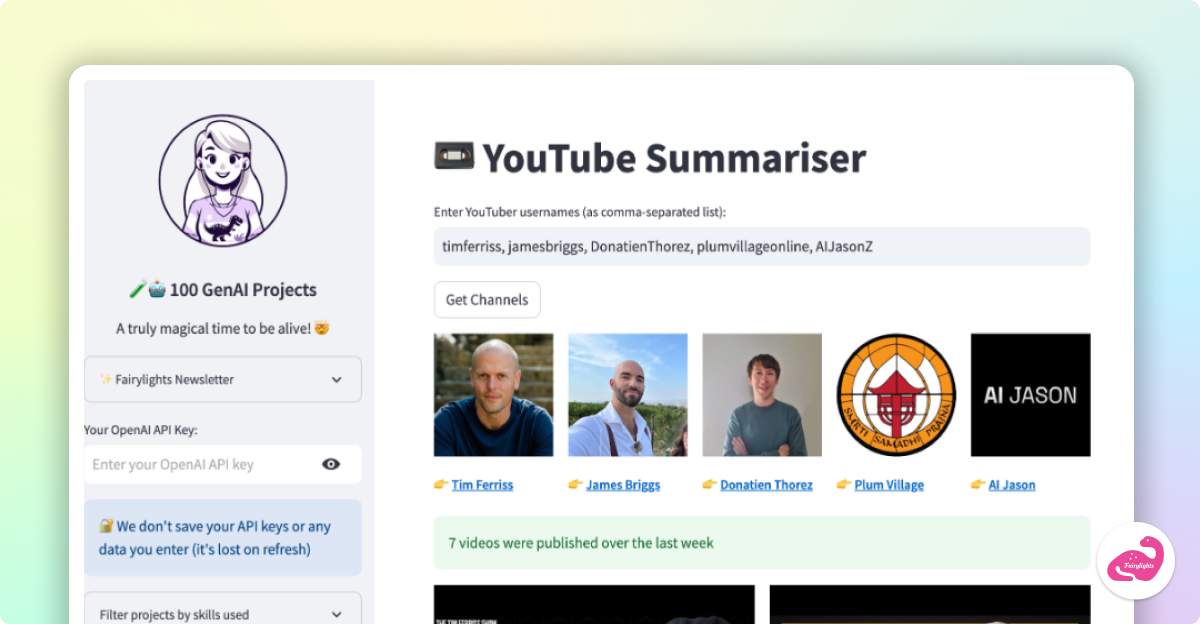 100 GenAI Projects
A truly magical time to be alive! 🤯
✨ Fairylights Newsletter
Your OpenAI API Key:
Enter your OpenAI API key
🔐 We don't save your API keys or any
data you enter (it's lost on refresh)
Filter projects by skills used
YouTube Summariser
Enter YouTuber usernames (as comma-separated list):
timferriss, jamesbriggs, DonatienThorez, plumvillageonline, AIJasonZ
Get Channels
SMRTI SAMADHI PRAJNA
AI JASON
👉 Tim Ferriss
👉 James Briggs
👉 Donatien Thorez
👉 Plum Village
👉 AI Jason
7 videos were published over the last week
THE TIM FERRISS SHOW
Fairylights